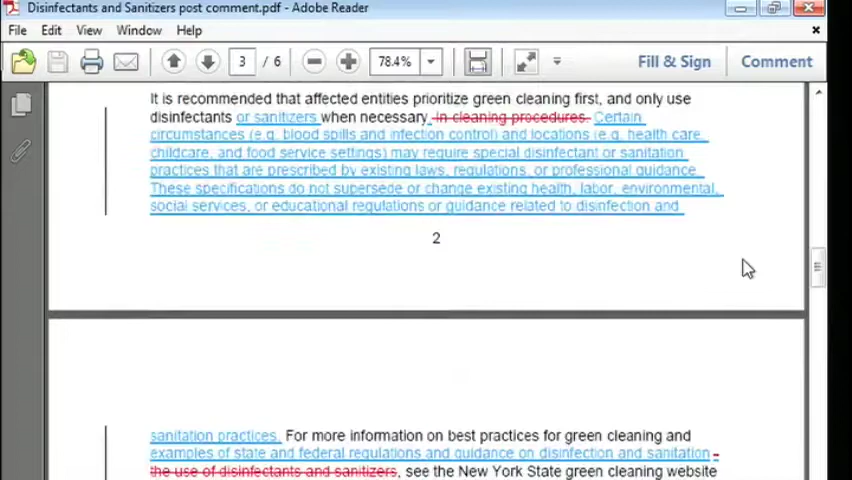 Disinfectants and Sanitizers post comment.pdf - Adobe Reader
File Edit View Window Help
3 / 6 78.4% Fill & Sign Comment
It is recommended that affected entities prioritize green cleaning first, and only use
disinfectants or sanitizers when necessary. in cleaning procedures. Certain
circumstances (e.g. blood spills and infection control) and locations (e.g. health care,
childcare, and food service settings) may require special disinfectant or sanitation
practices that are prescribed by existing laws, regulations, or professional guidance.
These specifications do not supersede or change existing health, labor, environmental,
social services, or educational regulations or guidance related to disinfection and
2
sanitation practices. For more information on best practices for green cleaning and
examples of state and federal regulations and guidance on disinfection and sanitation
the use of disinfectants and sanitizers, see the New York State green cleaning website